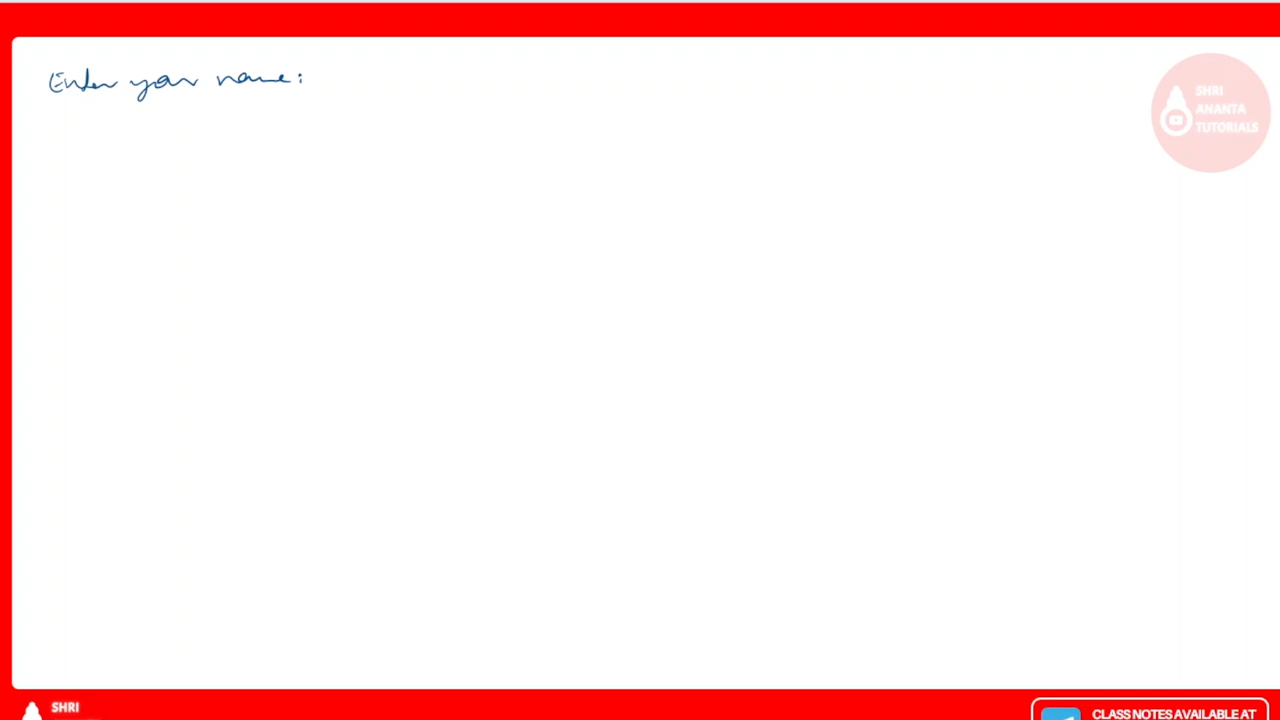 Enter your name:
SHRI
ANANTA
TUTORIALS
SHRI
CLASS NOTES AVAILABLE AT